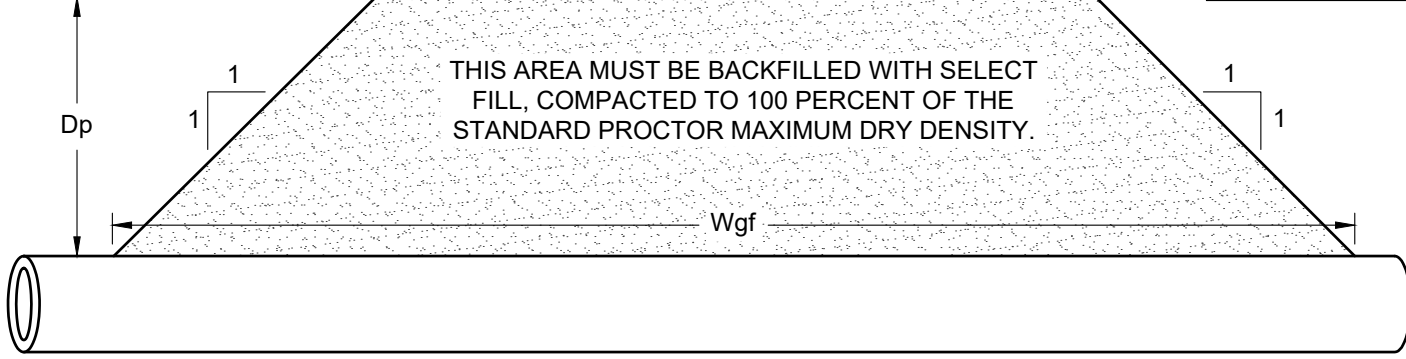 Dp
1
1
THIS AREA MUST BE BACKFILLED WITH SELECT
FILL, COMPACTED TO 100 PERCENT OF THE
STANDARD PROCTOR MAXIMUM DRY DENSITY.
1
1
Wgf